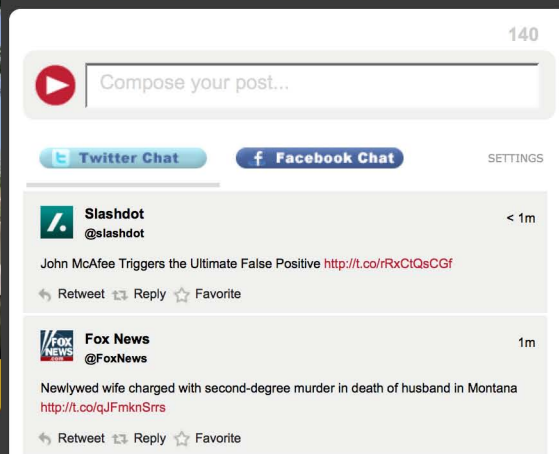 140
Compose your post...
Twitter Chat
Facebook Chat
SETTINGS
Slashdot
< 1m
@slashdot
John McAfee Triggers the Ultimate False Positive http://t.co/rRxCtQsCGf
Retweet Reply Favorite
FOX
NEWS
.com
Fox News
1m
@FoxNews
Newlywed wife charged with second-degree murder in death of husband in Montana
http://t.co/qJFmknSrrs
Retweet Reply Favorite